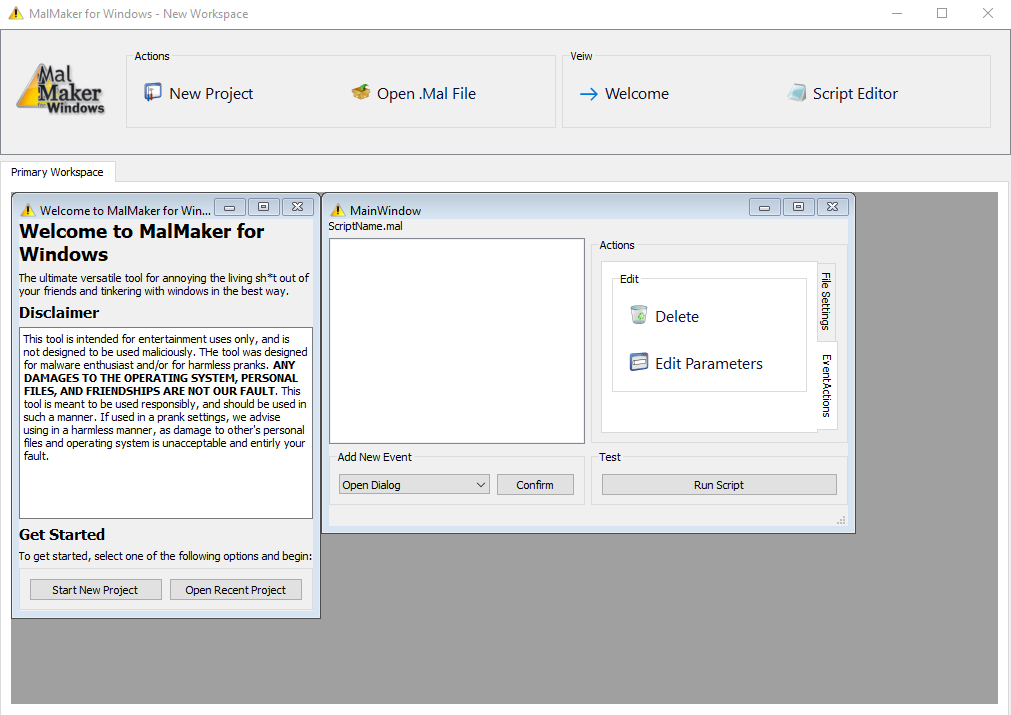 MalMaker for Windows - New Workspace
Mal
Maker
for Windows
Actions
New Project
Open .Mal File
Veiw
Welcome
Script Editor
Primary Workspace
Welcome to MalMaker for Win...
Welcome to MalMaker for
Windows
The ultimate versatile tool for annoying the living sh*t out of
your friends and tinkering with windows in the best way.
Disclaimer
This tool is intended for entertainment uses only, and is
not designed to be used maliciously. THe tool was designed
for malware enthusiast and/or for harmless pranks. ANY
DAMAGES TO THE OPERATING SYSTEM, PERSONAL
FILES, AND FRIENDSHIPS ARE NOT OUR FAULT. This
tool is meant to be used responsibly, and should be used in
such a manner. If used in a prank settings, we advise
using in a harmless manner, as damage to other's personal
files and operating system is unacceptable and entirly your
fault.
Get Started
To get started, select one of the following options and begin:
Start New Project
Open Recent Project
MainWindow
ScriptName.mal
Actions
Edit
Delete
Edit Parameters
File Settings
EventActions
Add New Event
Open Dialog
Confirm
Test
Run Script